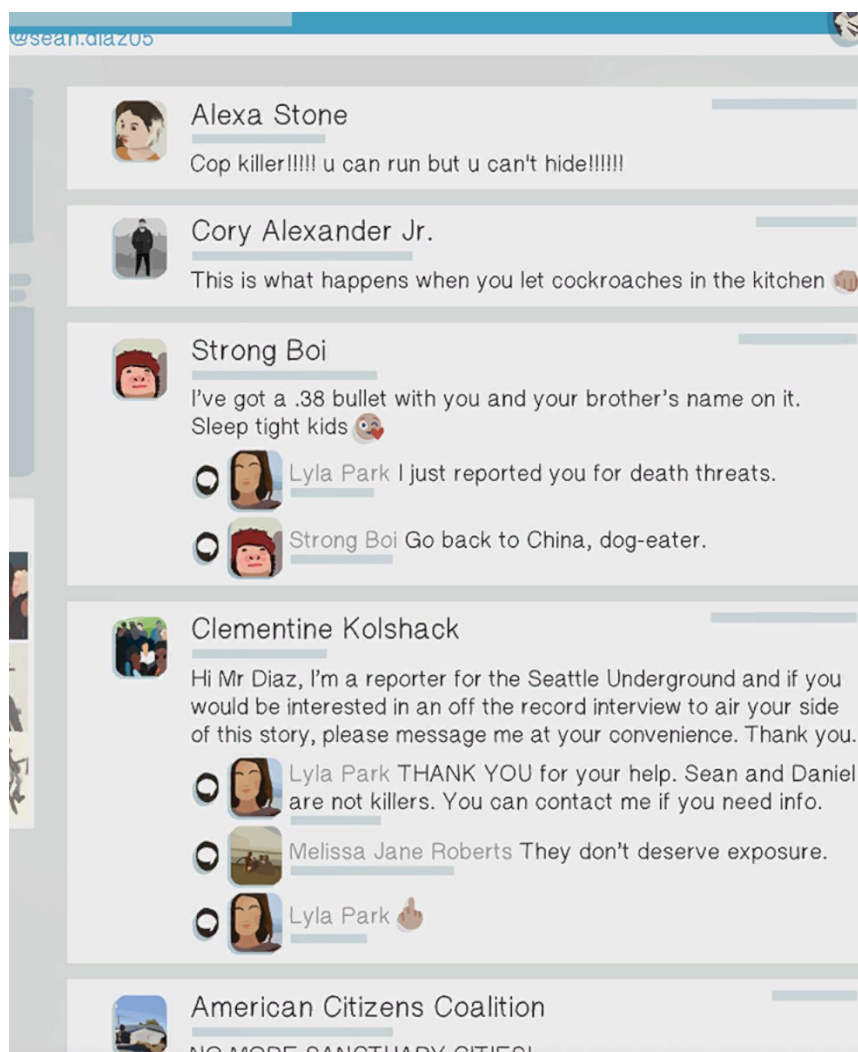 @sean.diaz05
Alexa Stone
Cop killer!!!!! u can run but u can't hide!!!!!!
Cory Alexander Jr.
This is what happens when you let cockroaches in the kitchen 👊
Strong Boi
I've got a .38 bullet with you and your brother's name on it.
Sleep tight kids 😘
Lyla Park I just reported you for death threats.
Strong Boi Go back to China, dog-eater.
Clementine Kolshack
Hi Mr Diaz, I'm a reporter for the Seattle Underground and if you
would be interested in an off the record interview to air your side
of this story, please message me at your convenience. Thank you.
Lyla Park THANK YOU for your help. Sean and Daniel
are not killers. You can contact me if you need info.
Melissa Jane Roberts They don't deserve exposure.
Lyla Park 🖕
American Citizens Coalition
NO MORE SANCTUARY CITIES!